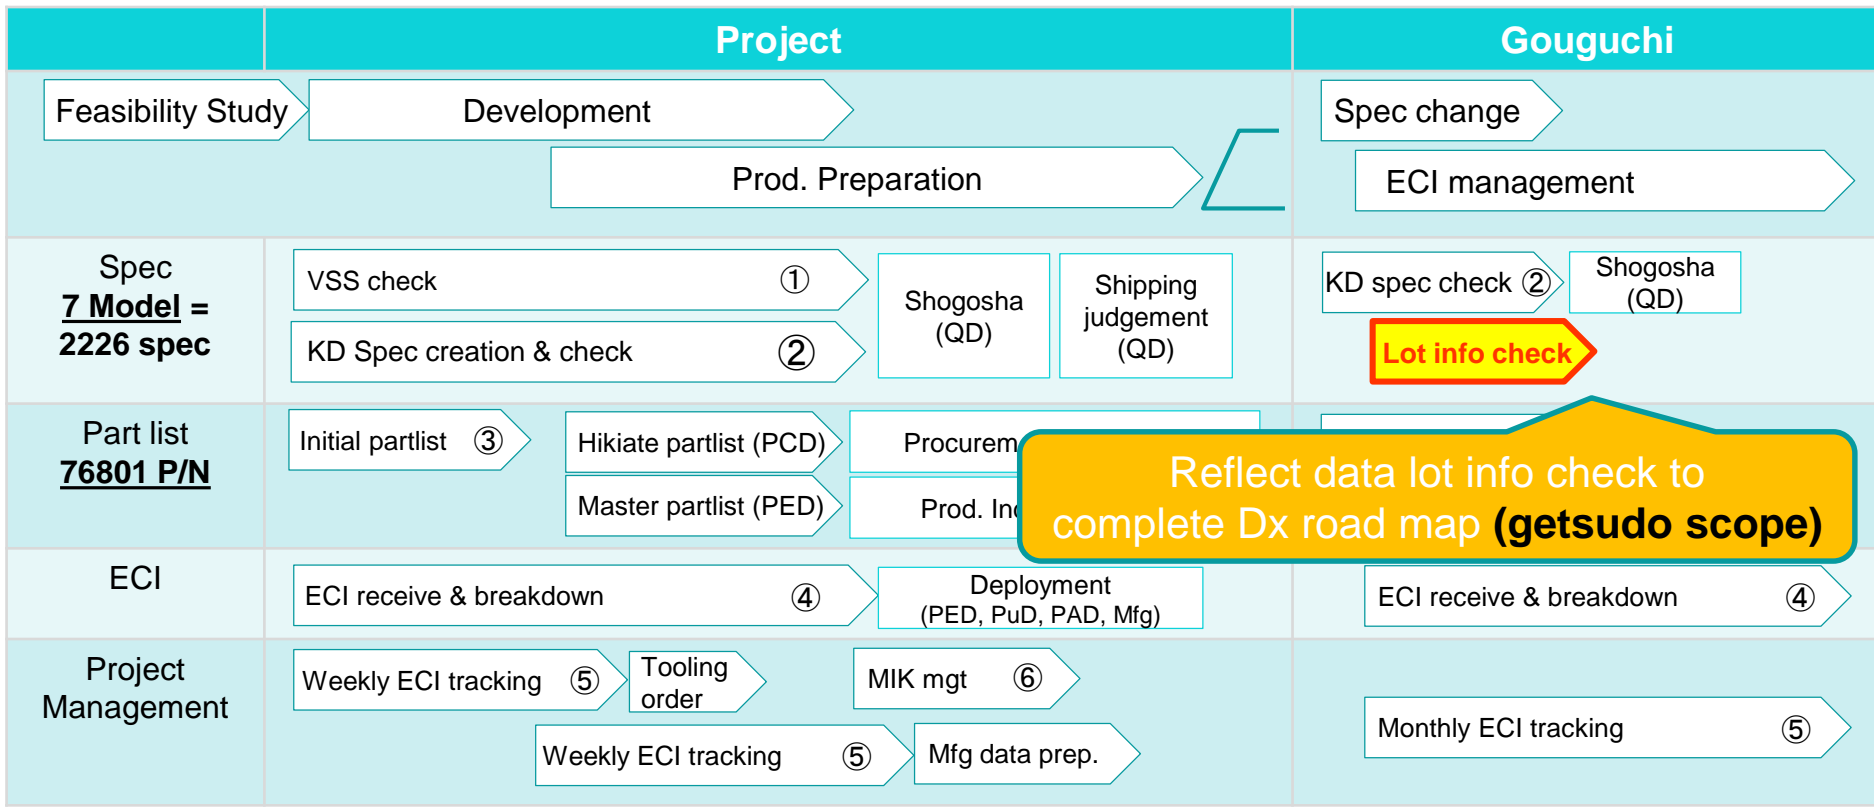 Project
Gouguchi
Feasibility Study
Development
Spec change
Prod. Preparation
ECI management
Spec
7 Model =
2226 spec
VSS check ①
KD Spec creation & check ②
Shogosha
(QD)
Shipping
judgement
(QD)
KD spec check ②
Shogosha
(QD)
Lot info check
Part list
76801 P/N
Initial partlist ③
Hikiate partlist (PCD)
Master partlist (PED)
Reflect data lot info check to
complete Dx road map (getsudo scope)
ECI
ECI receive & breakdown ④
Deployment
(PED, PuD, PAD, Mfg)
ECI receive & breakdown ④
Project
Management
Weekly ECI tracking ⑤
Tooling
order
MIK mgt ⑥
Weekly ECI tracking ⑤
Mfg data prep.
Monthly ECI tracking ⑤